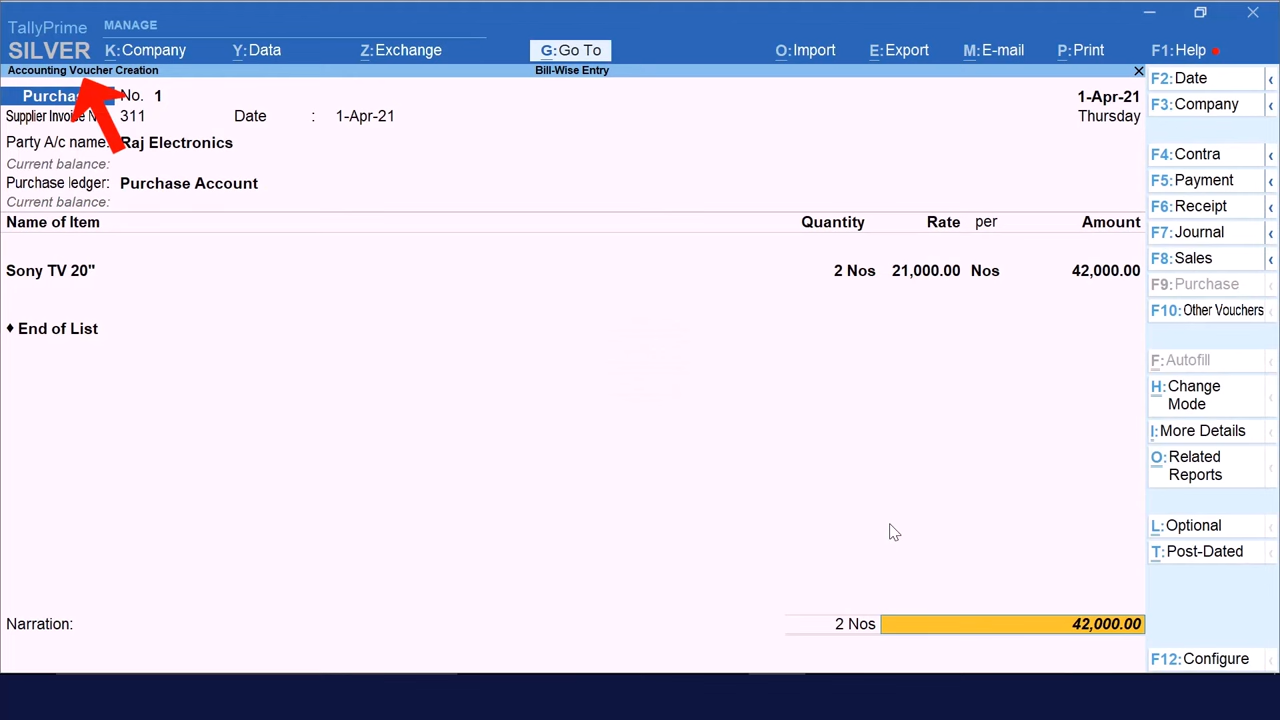 TallyPrime MANAGE
SILVER K:Company Y:Data Z:Exchange G:Go To O:Import E:Export M:E-mail P:Print F1:Help
Accounting Voucher Creation Bill-Wise Entry ×
No. 1 1-Apr-21
Supplier 311 Date : 1-Apr-21 Thursday
Party A/c name: Raj Electronics
Current balance:
Purchase ledger: Purchase Account
Current balance:
Name of Item Quantity Rate per Amount
Sony TV 20" 2 Nos 21,000.00 Nos 42,000.00
♦ End of List
Narration: 2 Nos 42,000.00
F2:Date
F3:Company
F4:Contra
F5:Payment
F6:Receipt
F7:Journal
F8:Sales
F9:Purchase
F10:Other Vouchers
F:Autofill
H:Change
Mode
I:More Details
O:Related
Reports
L:Optional
T:Post-Dated
F12:Configure